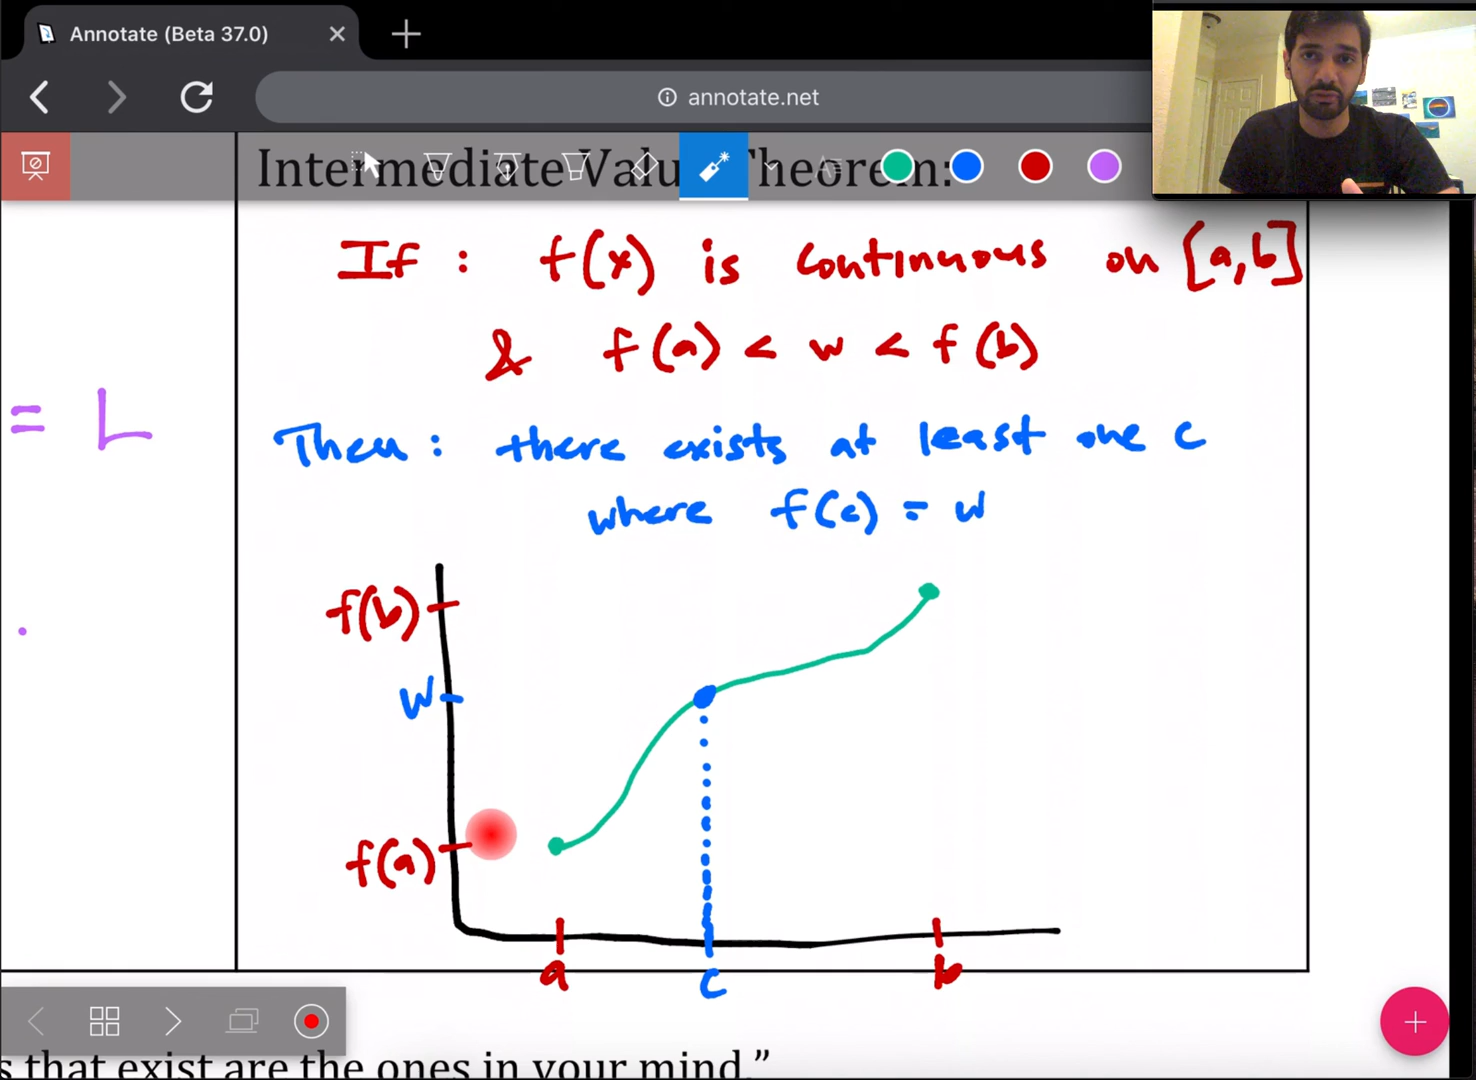 Annotate (Beta 37.0)
annotate.net
Intermediate Value Theorem:
If : f(x) is continuous on [a,b]
& f(a) < w < f(b)
= L
Then : there exists at least one c
where f(c) = w
f(b)
W
f(a)
a
c
b
s that exist are the ones in your mind.”